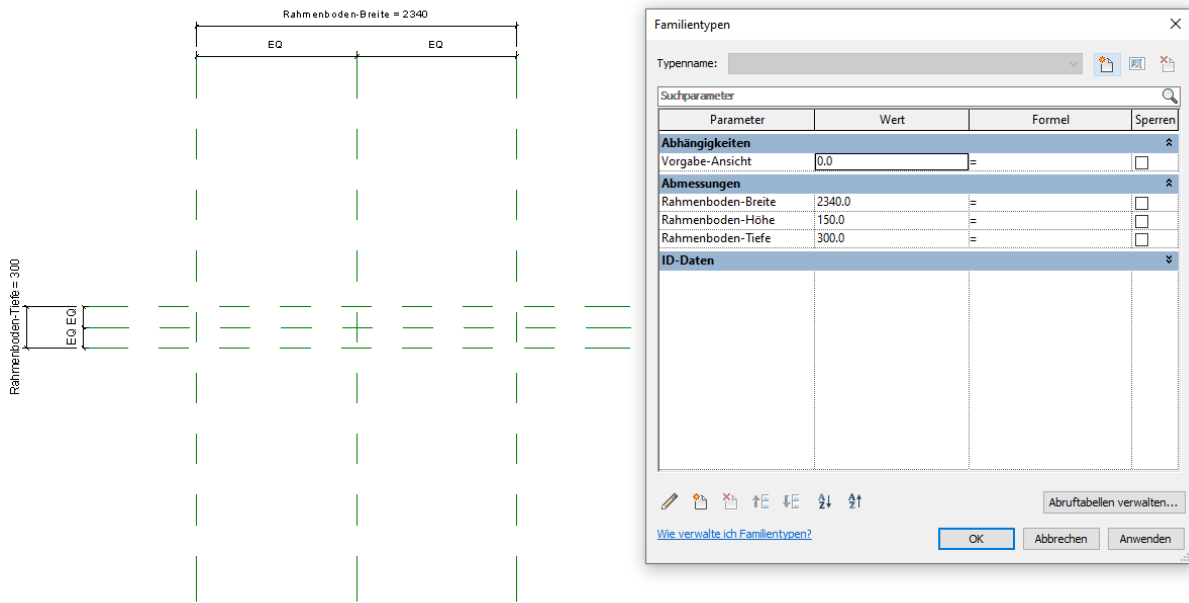 Rahmenboden-Breite = 2340
EQ
EQ
Rahmenboden-Tiefe = 300
EQ EQ
Familientypen
Typenname:
Suchparameter
Parameter Wert Formel Sperren
Abhängigkeiten
Vorgabe-Ansicht 0.0 =
Abmessungen
Rahmenboden-Breite 2340.0 =
Rahmenboden-Höhe 150.0 =
Rahmenboden-Tiefe 300.0 =
ID-Daten
Abruftabellen verwalten...
Wie verwalte ich Familientypen?
OK Abbrechen Anwenden